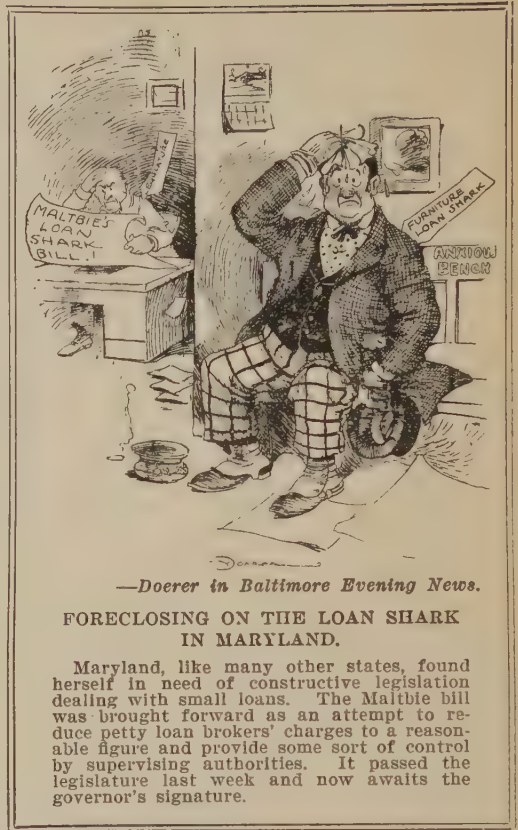 MALTBIE'S
LOAN
SHARK
BILL.!
FURNITURE
LOAN SHARK
ANXIOUS
BENCH
—Doerer in Baltimore Evening News.
FORECLOSING ON THE LOAN SHARK
IN MARYLAND.
Maryland, like many other states, found
herself in need of constructive legislation
dealing with small loans. The Maltbie bill
was brought forward as an attempt to re-
duce petty loan brokers' charges to a reason-
able figure and provide some sort of control
by supervising authorities. It passed the
legislature last week and now awaits the
governor's signature.